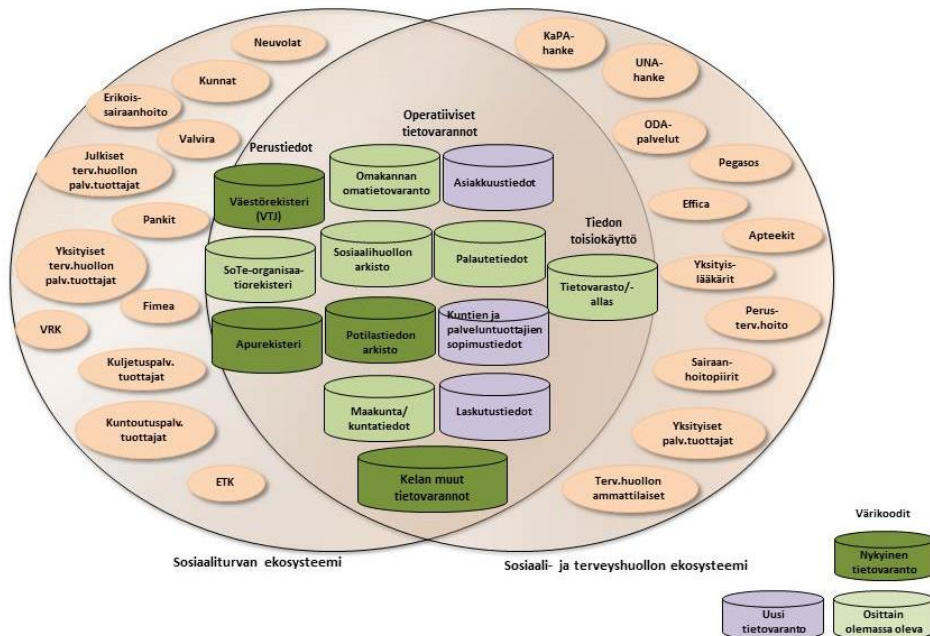 Neuvolat
Kunnat
Erikois-
sairaanhoito
Valvira
Julkiset
terv.huollon
palv.tuottajat
Pankit
Yksityiset
terv.huollon
palv.tuottajat
Fimea
VRK
Kuljetuspalv.
tuottajat
Kuntoutuspalv.
tuottajat
ETK
Perustiedot
Väestörekisteri
(VTJ)
SoTe-organisaa-
tiorekisteri
Apurekisteri
Operatiiviset
tietovarannot
Omakannan
omatietovaranto
Asiakkuustiedot
Sosiaalihuollon
arkisto
Palautetiedot
Potilastiedon
arkisto
Kuntien ja
palveluntuottajien
sopimustiedot
Maakunta/
kuntatiedot
Laskutustiedot
Kelan muut
tietovarannot
Tiedon
toisiokäyttö
Tietovarasto/-
allas
KaPA-
hanke
UNA-
hanke
ODA-
palvelut
Pegasos
Effica
Apteekit
Yksityis-
lääkärit
Perus-
terv.hoito
Sairaan-
hoitopiirit
Yksityiset
palv.tuottajat
Terv.huollon
ammattilaiset
Sosiaaliturvan ekosysteemi
Sosiaali- ja terveyshuollon ekosysteemi
Värikoodit
Nykyinen
tietovaranto
Uusi
tietovaranto
Osittain
olemassa oleva